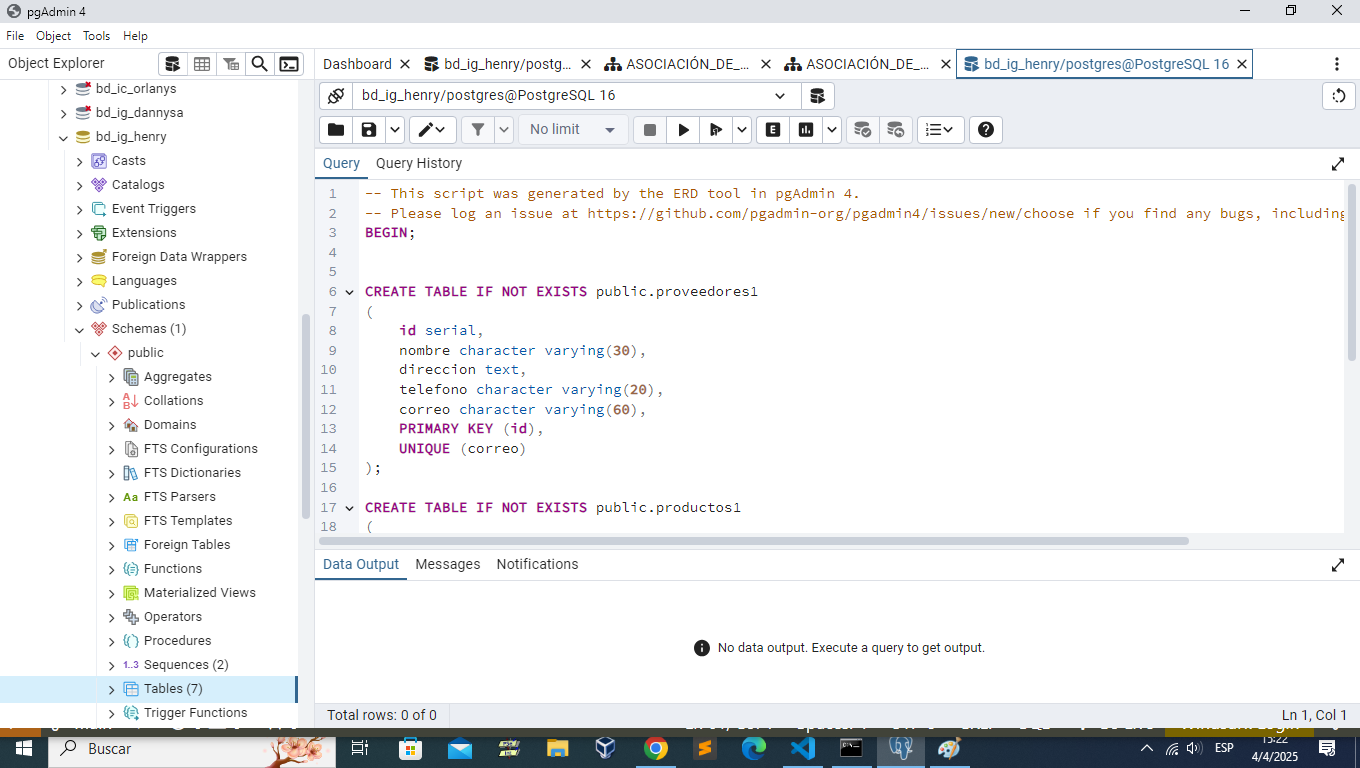 pgAdmin 4
File Object Tools Help
Object Explorer
bd_ic_orlanys
bd_ig_dannysa
bd_ig_henry
Casts
Catalogs
Event Triggers
Extensions
Foreign Data Wrappers
Languages
Publications
Schemas (1)
public
Aggregates
Collations
Domains
FTS Configurations
FTS Dictionaries
Aa FTS Parsers
FTS Templates
Foreign Tables
Functions
Materialized Views
Operators
Procedures
1..3 Sequences (2)
Tables (7)
Trigger Functions
Dashboard bd_ig_henry/postg... ASOCIACIÓN_DE_... ASOCIACIÓN_DE_... bd_ig_henry/postgres@PostgreSQL 16
bd_ig_henry/postgres@PostgreSQL 16
No limit E
Query Query History
1 -- This script was generated by the ERD tool in pgAdmin 4.
2 -- Please log an issue at https://github.com/pgadmin-org/pgadmin4/issues/new/choose if you find any bugs, including
3 BEGIN;
4
5
6 CREATE TABLE IF NOT EXISTS public.proveedores1
7 (
8 id serial,
9 nombre character varying(30),
10 direccion text,
11 telefono character varying(20),
12 correo character varying(60),
13 PRIMARY KEY (id),
14 UNIQUE (correo)
15 );
16
17 CREATE TABLE IF NOT EXISTS public.productos1
18 (
Data Output Messages Notifications
No data output. Execute a query to get output.
Total rows: 0 of 0
Ln 1, Col 1
Buscar
ESP
15:22
4/4/2025